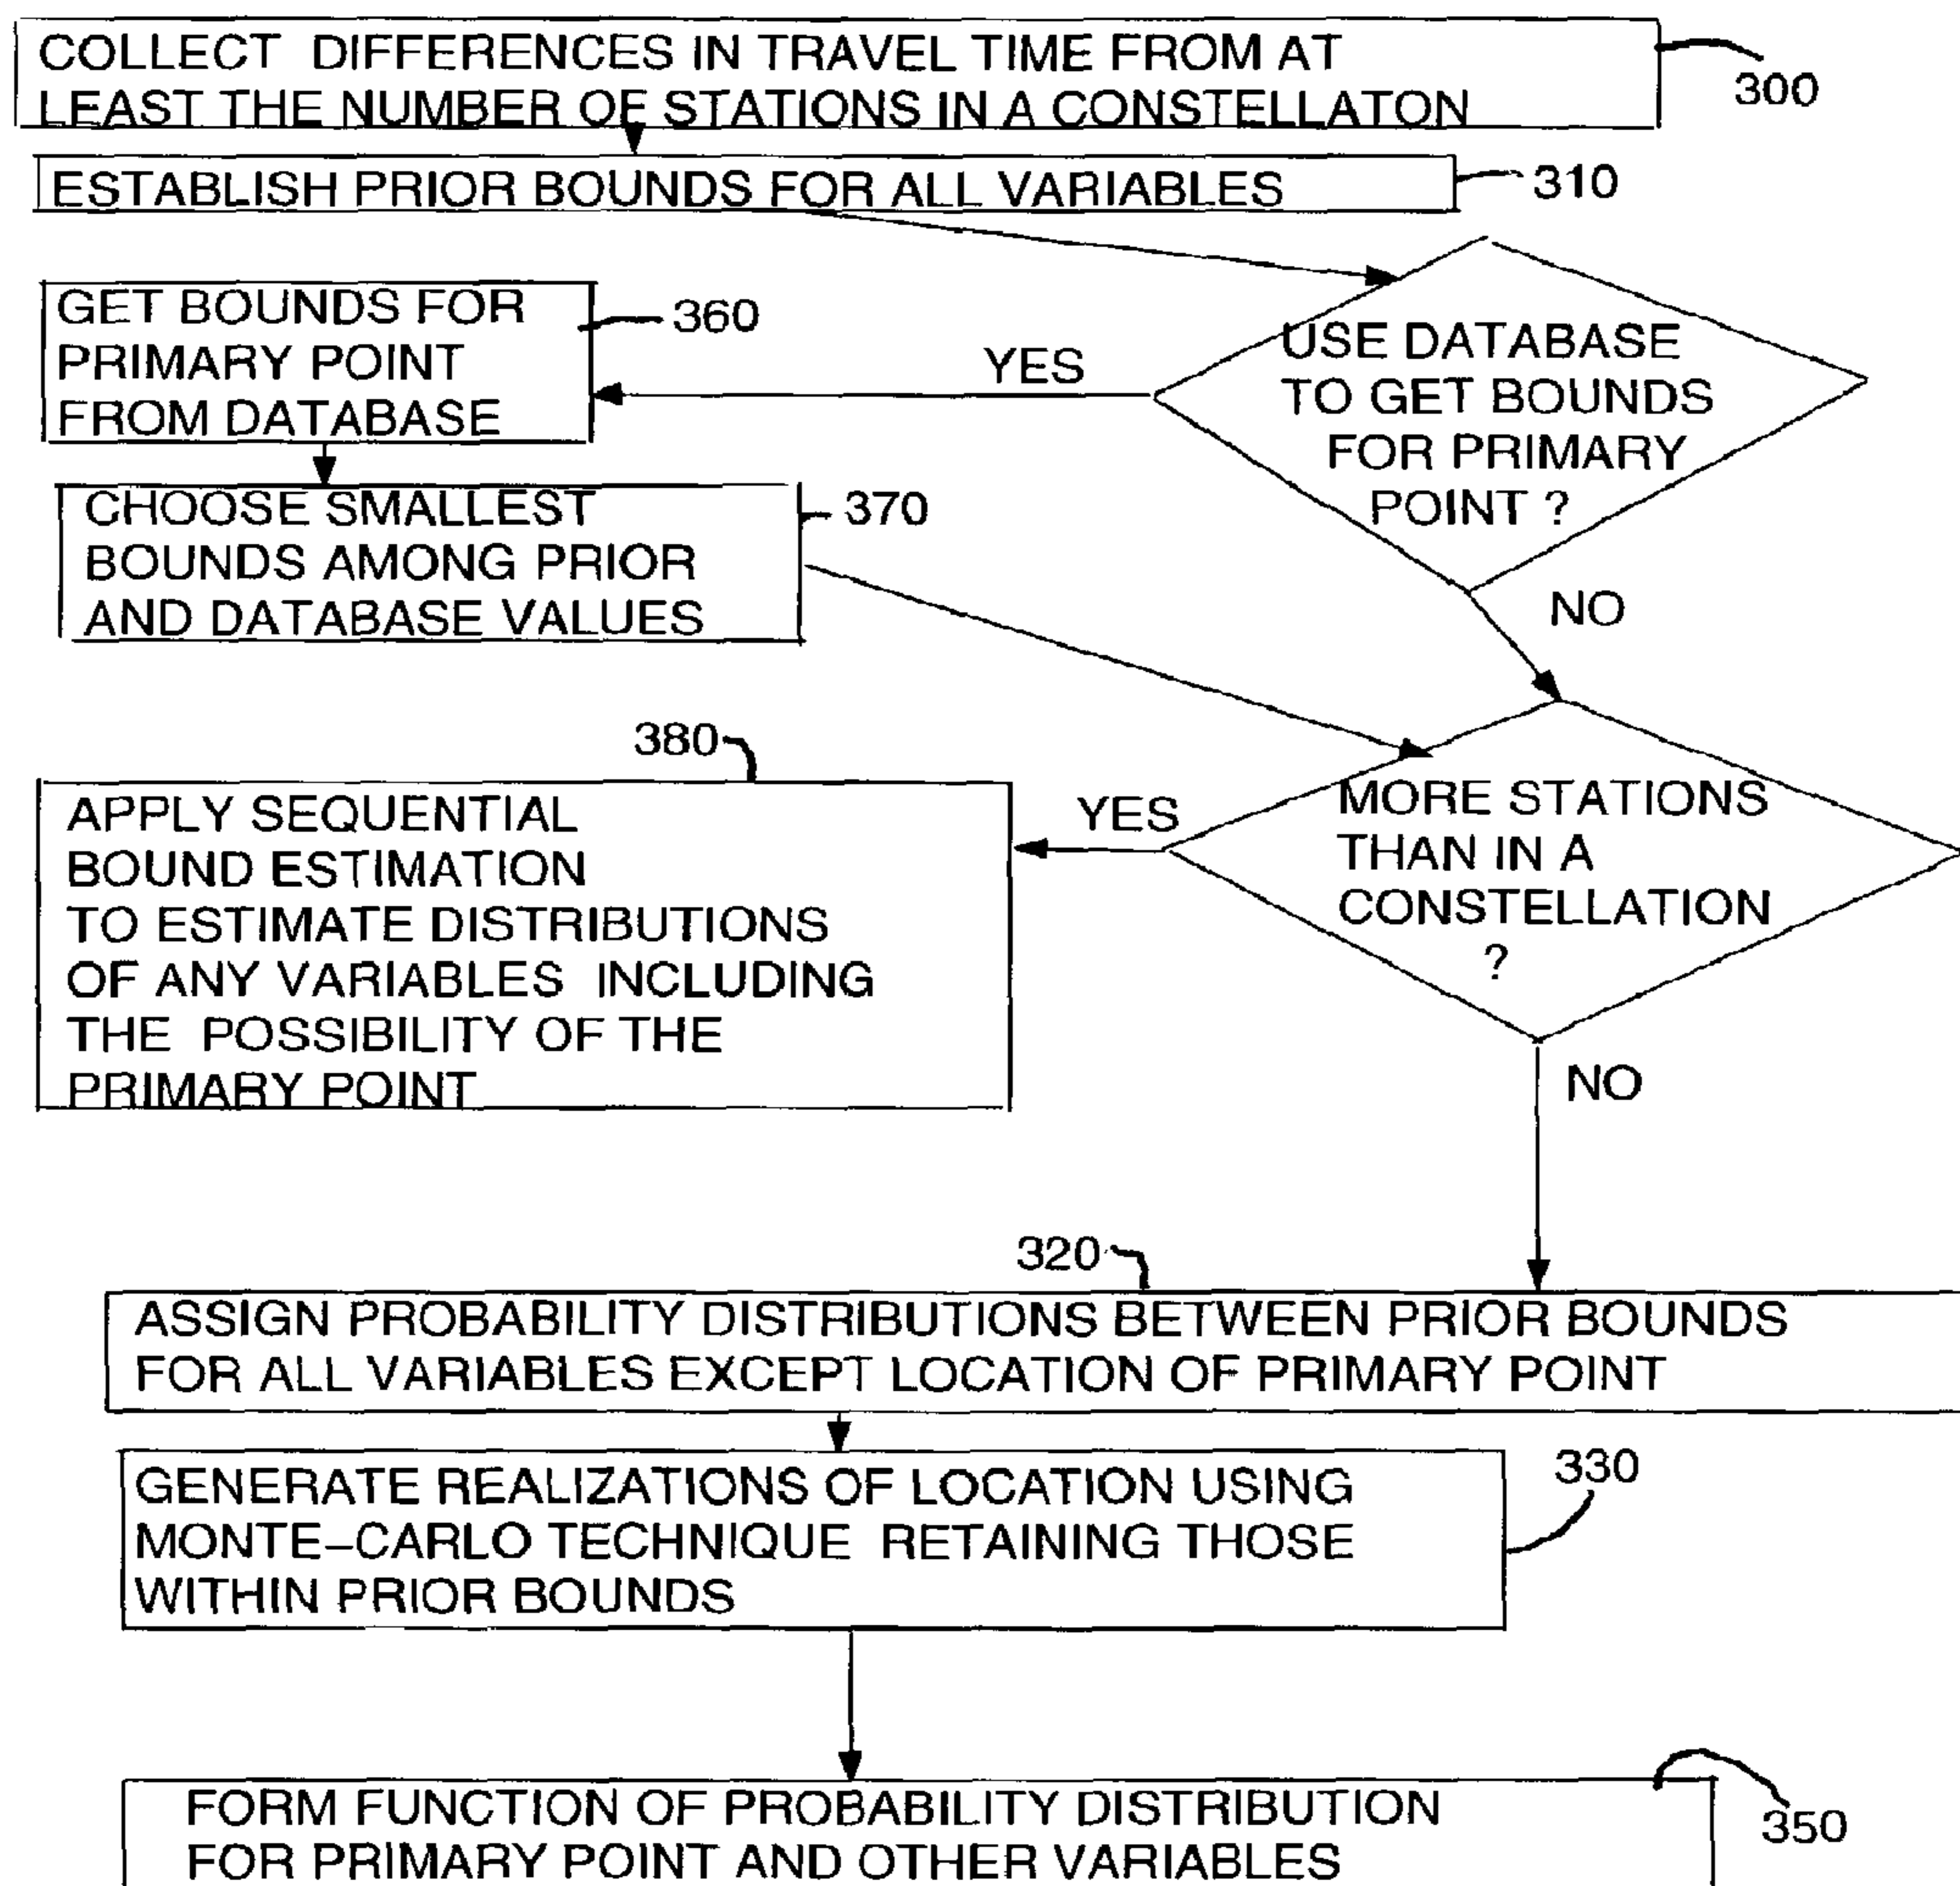 COLLECT DIFFERENCES IN TRAVEL TIME FROM AT
LEAST THE NUMBER OF STATIONS IN A CONSTELLATON
300
ESTABLISH PRIOR BOUNDS FOR ALL VARIABLES
310
GET BOUNDS FOR
PRIMARY POINT
FROM DATABASE
360
YES
USE DATABASE
TO GET BOUNDS
FOR PRIMARY
POINT ?
CHOOSE SMALLEST
BOUNDS AMONG PRIOR
AND DATABASE VALUES
370
NO
380
APPLY SEQUENTIAL
BOUND ESTIMATION
TO ESTIMATE DISTRIBUTIONS
OF ANY VARIABLES INCLUDING
THE POSSIBILITY OF THE
PRIMARY POINT
YES
MORE STATIONS
THAN IN A
CONSTELLATION
?
NO
320
ASSIGN PROBABILITY DISTRIBUTIONS BETWEEN PRIOR BOUNDS
FOR ALL VARIABLES EXCEPT LOCATION OF PRIMARY POINT
GENERATE REALIZATIONS OF LOCATION USING
MONTE-CARLO TECHNIQUE RETAINING THOSE
WITHIN PRIOR BOUNDS
330
FORM FUNCTION OF PROBABILITY DISTRIBUTION
FOR PRIMARY POINT AND OTHER VARIABLES
350